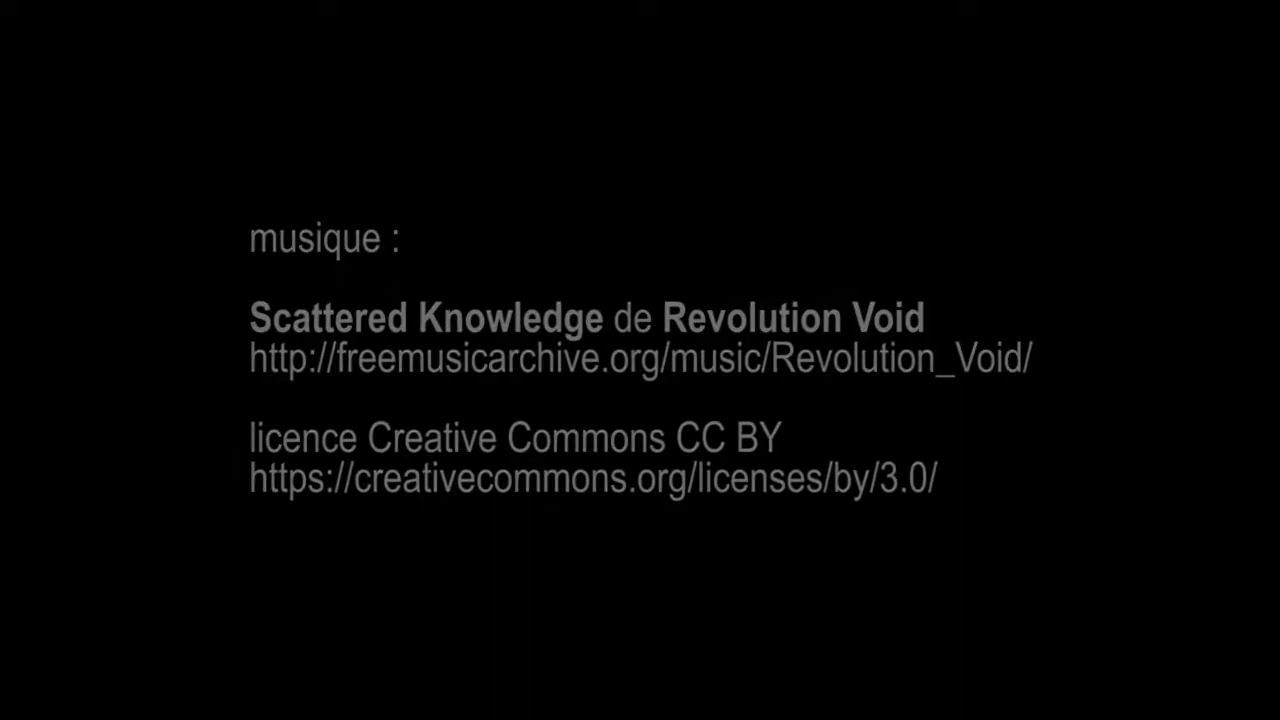 musique :
Scattered Knowledge de Revolution Void
http://freemusicarchive.org/music/Revolution_Void/
licence Creative Commons CC BY
https://creativecommons.org/licenses/by/3.0/